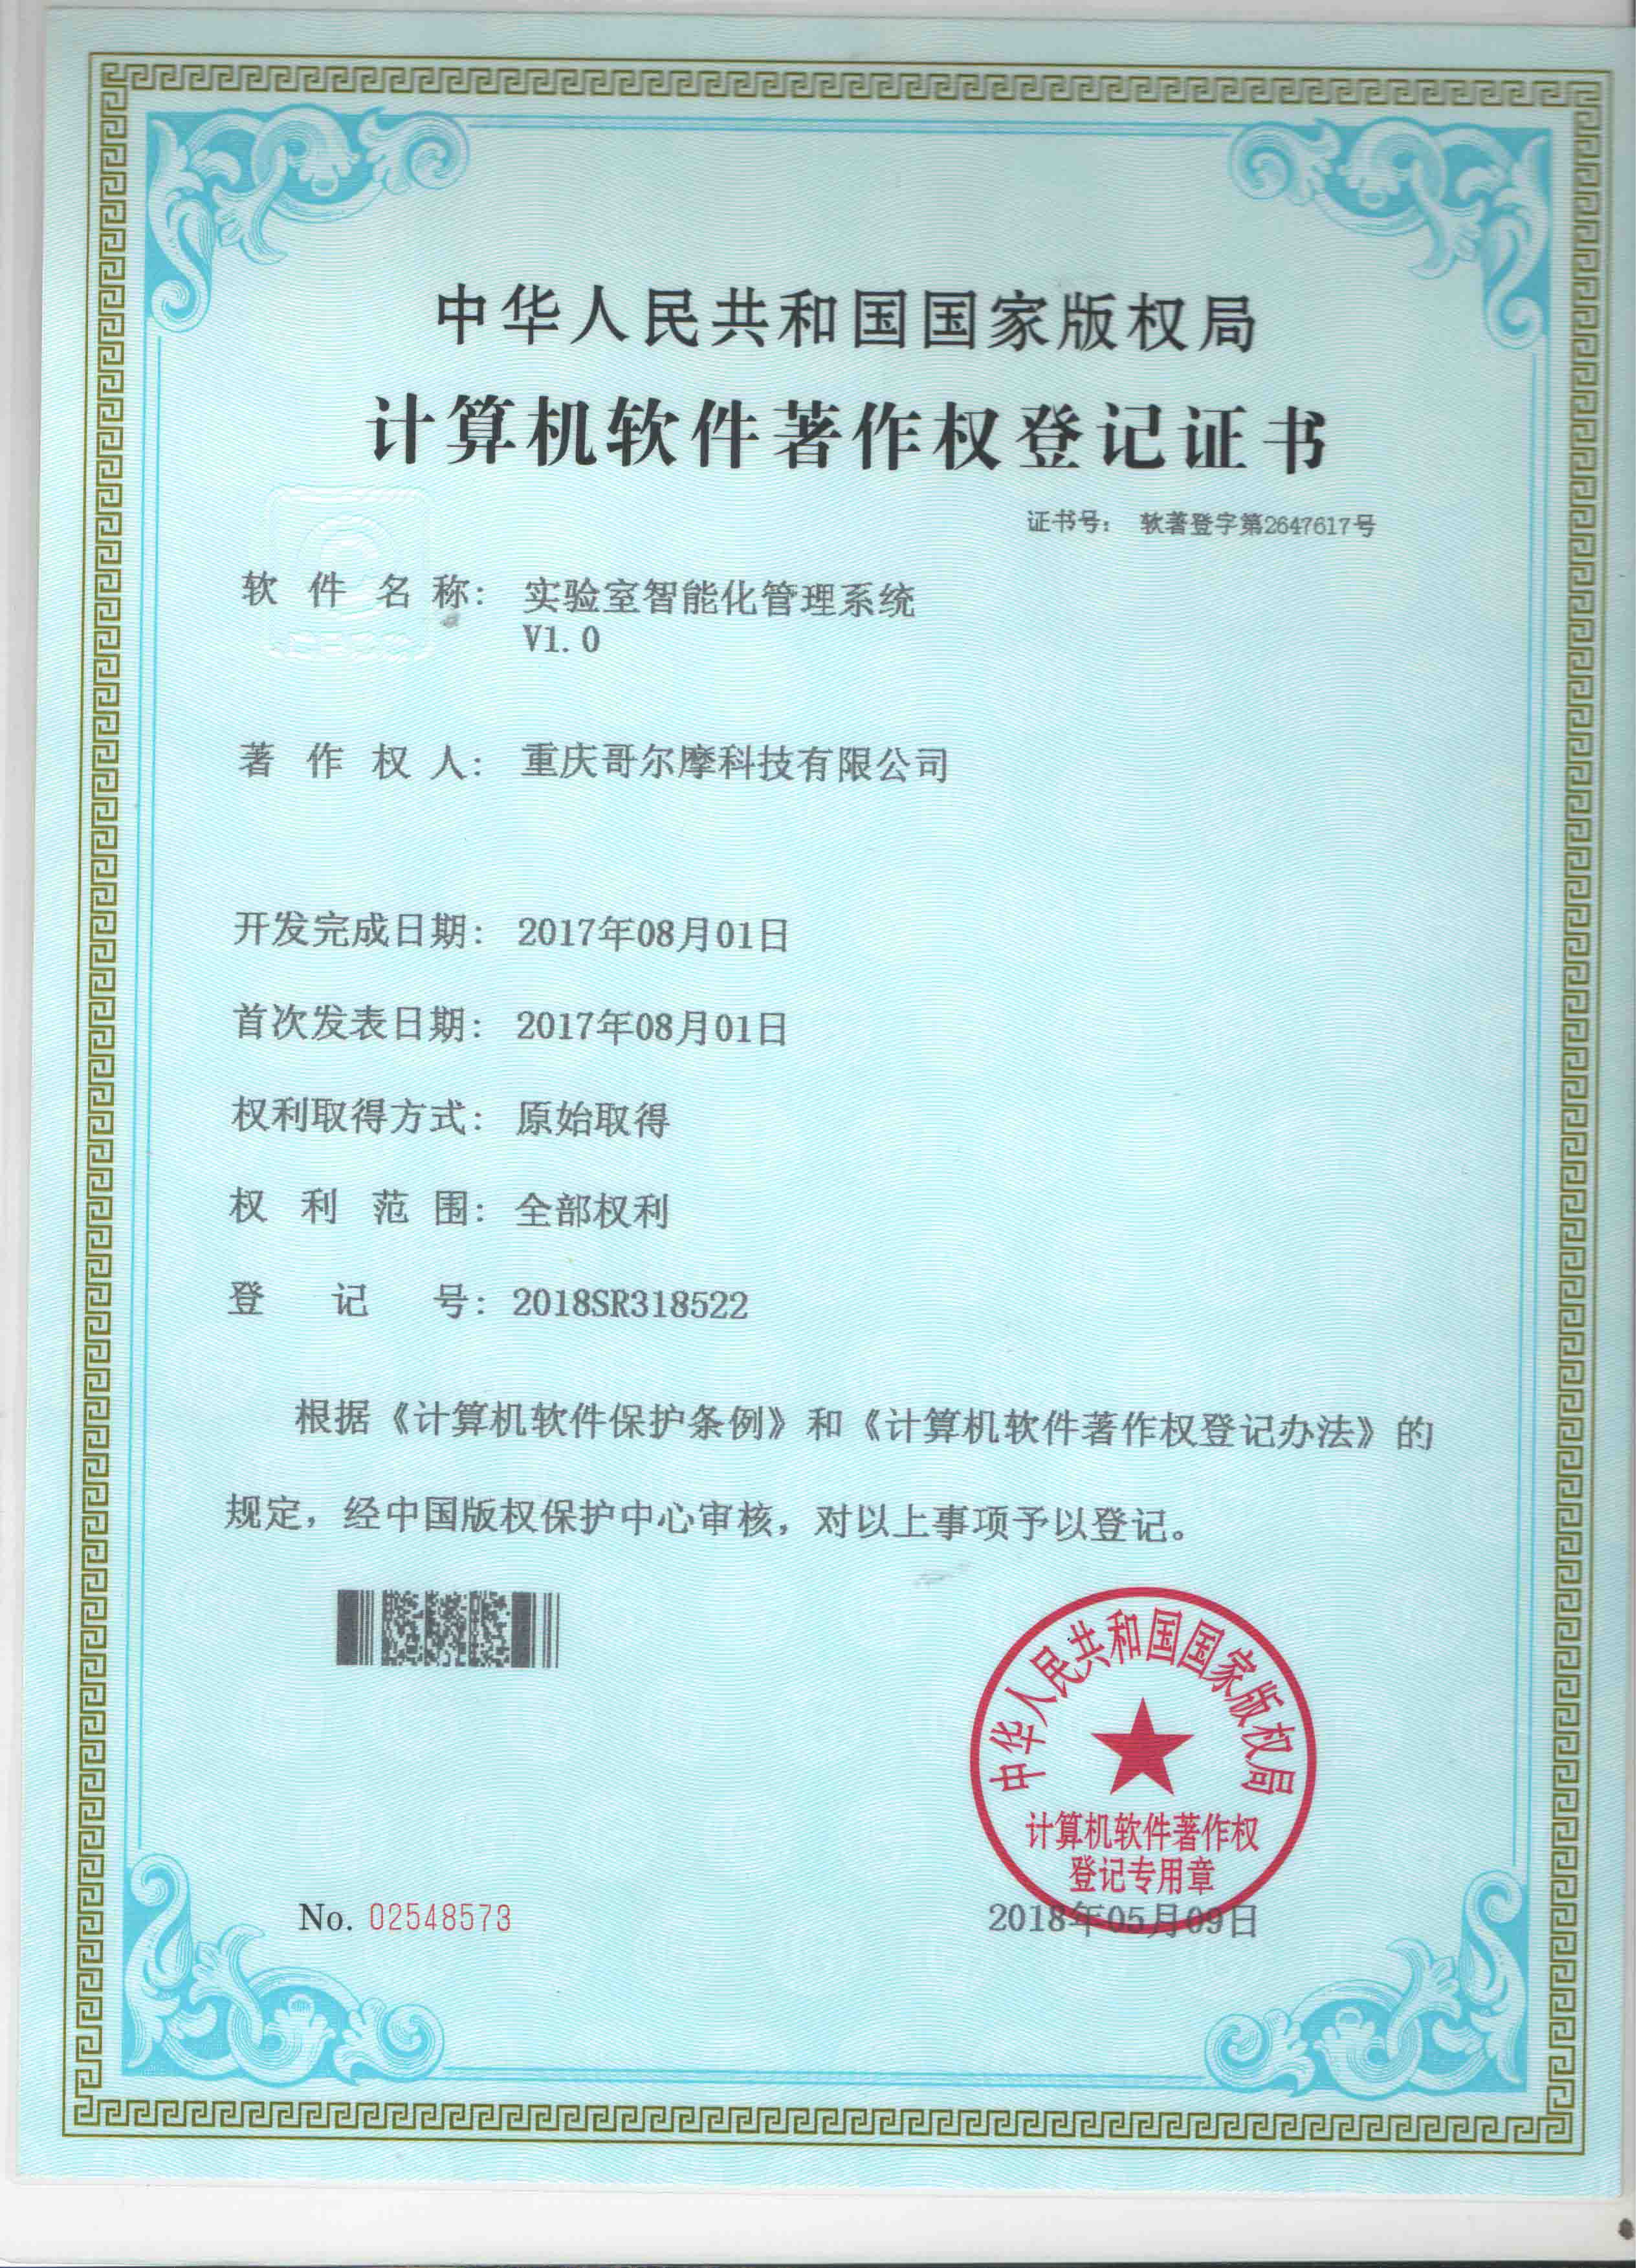 中华人民共和国国家版权局
计算机软件著作权登记证书
证书号： 软著登字第2647617号
软件名称： 实验室智能化管理系统
V1.0
著作权人： 重庆哥尔摩科技有限公司
开发完成日期： 2017年08月01日
首次发表日期： 2017年08月01日
权利取得方式： 原始取得
权利范围： 全部权利
登记号： 2018SR318522
根据《计算机软件保护条例》和《计算机软件著作权登记办法》的
规定，经中国版权保护中心审核，对以上事项予以登记。
中华人民共和国国家版权局
计算机软件著作权
登记专用章
No. 02548573
2018年05月09日